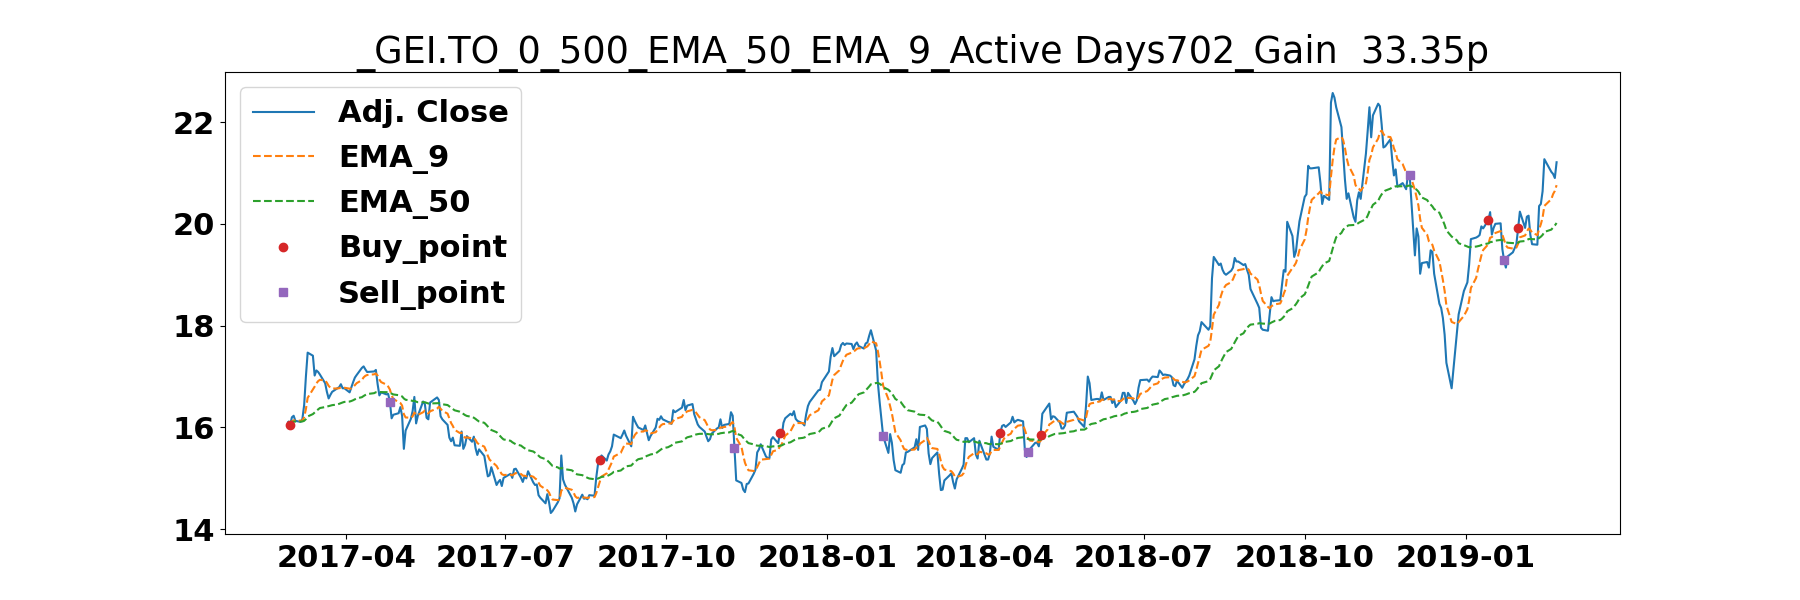 _GEI.TO_0_500_EMA_50_EMA_9_Active Days702_Gain  33.35p
Adj. Close
EMA_9
EMA_50
Buy_point
Sell_point
22
20
18
16
14
2017-04 2017-07 2017-10 2018-01 2018-04 2018-07 2018-10 2019-01